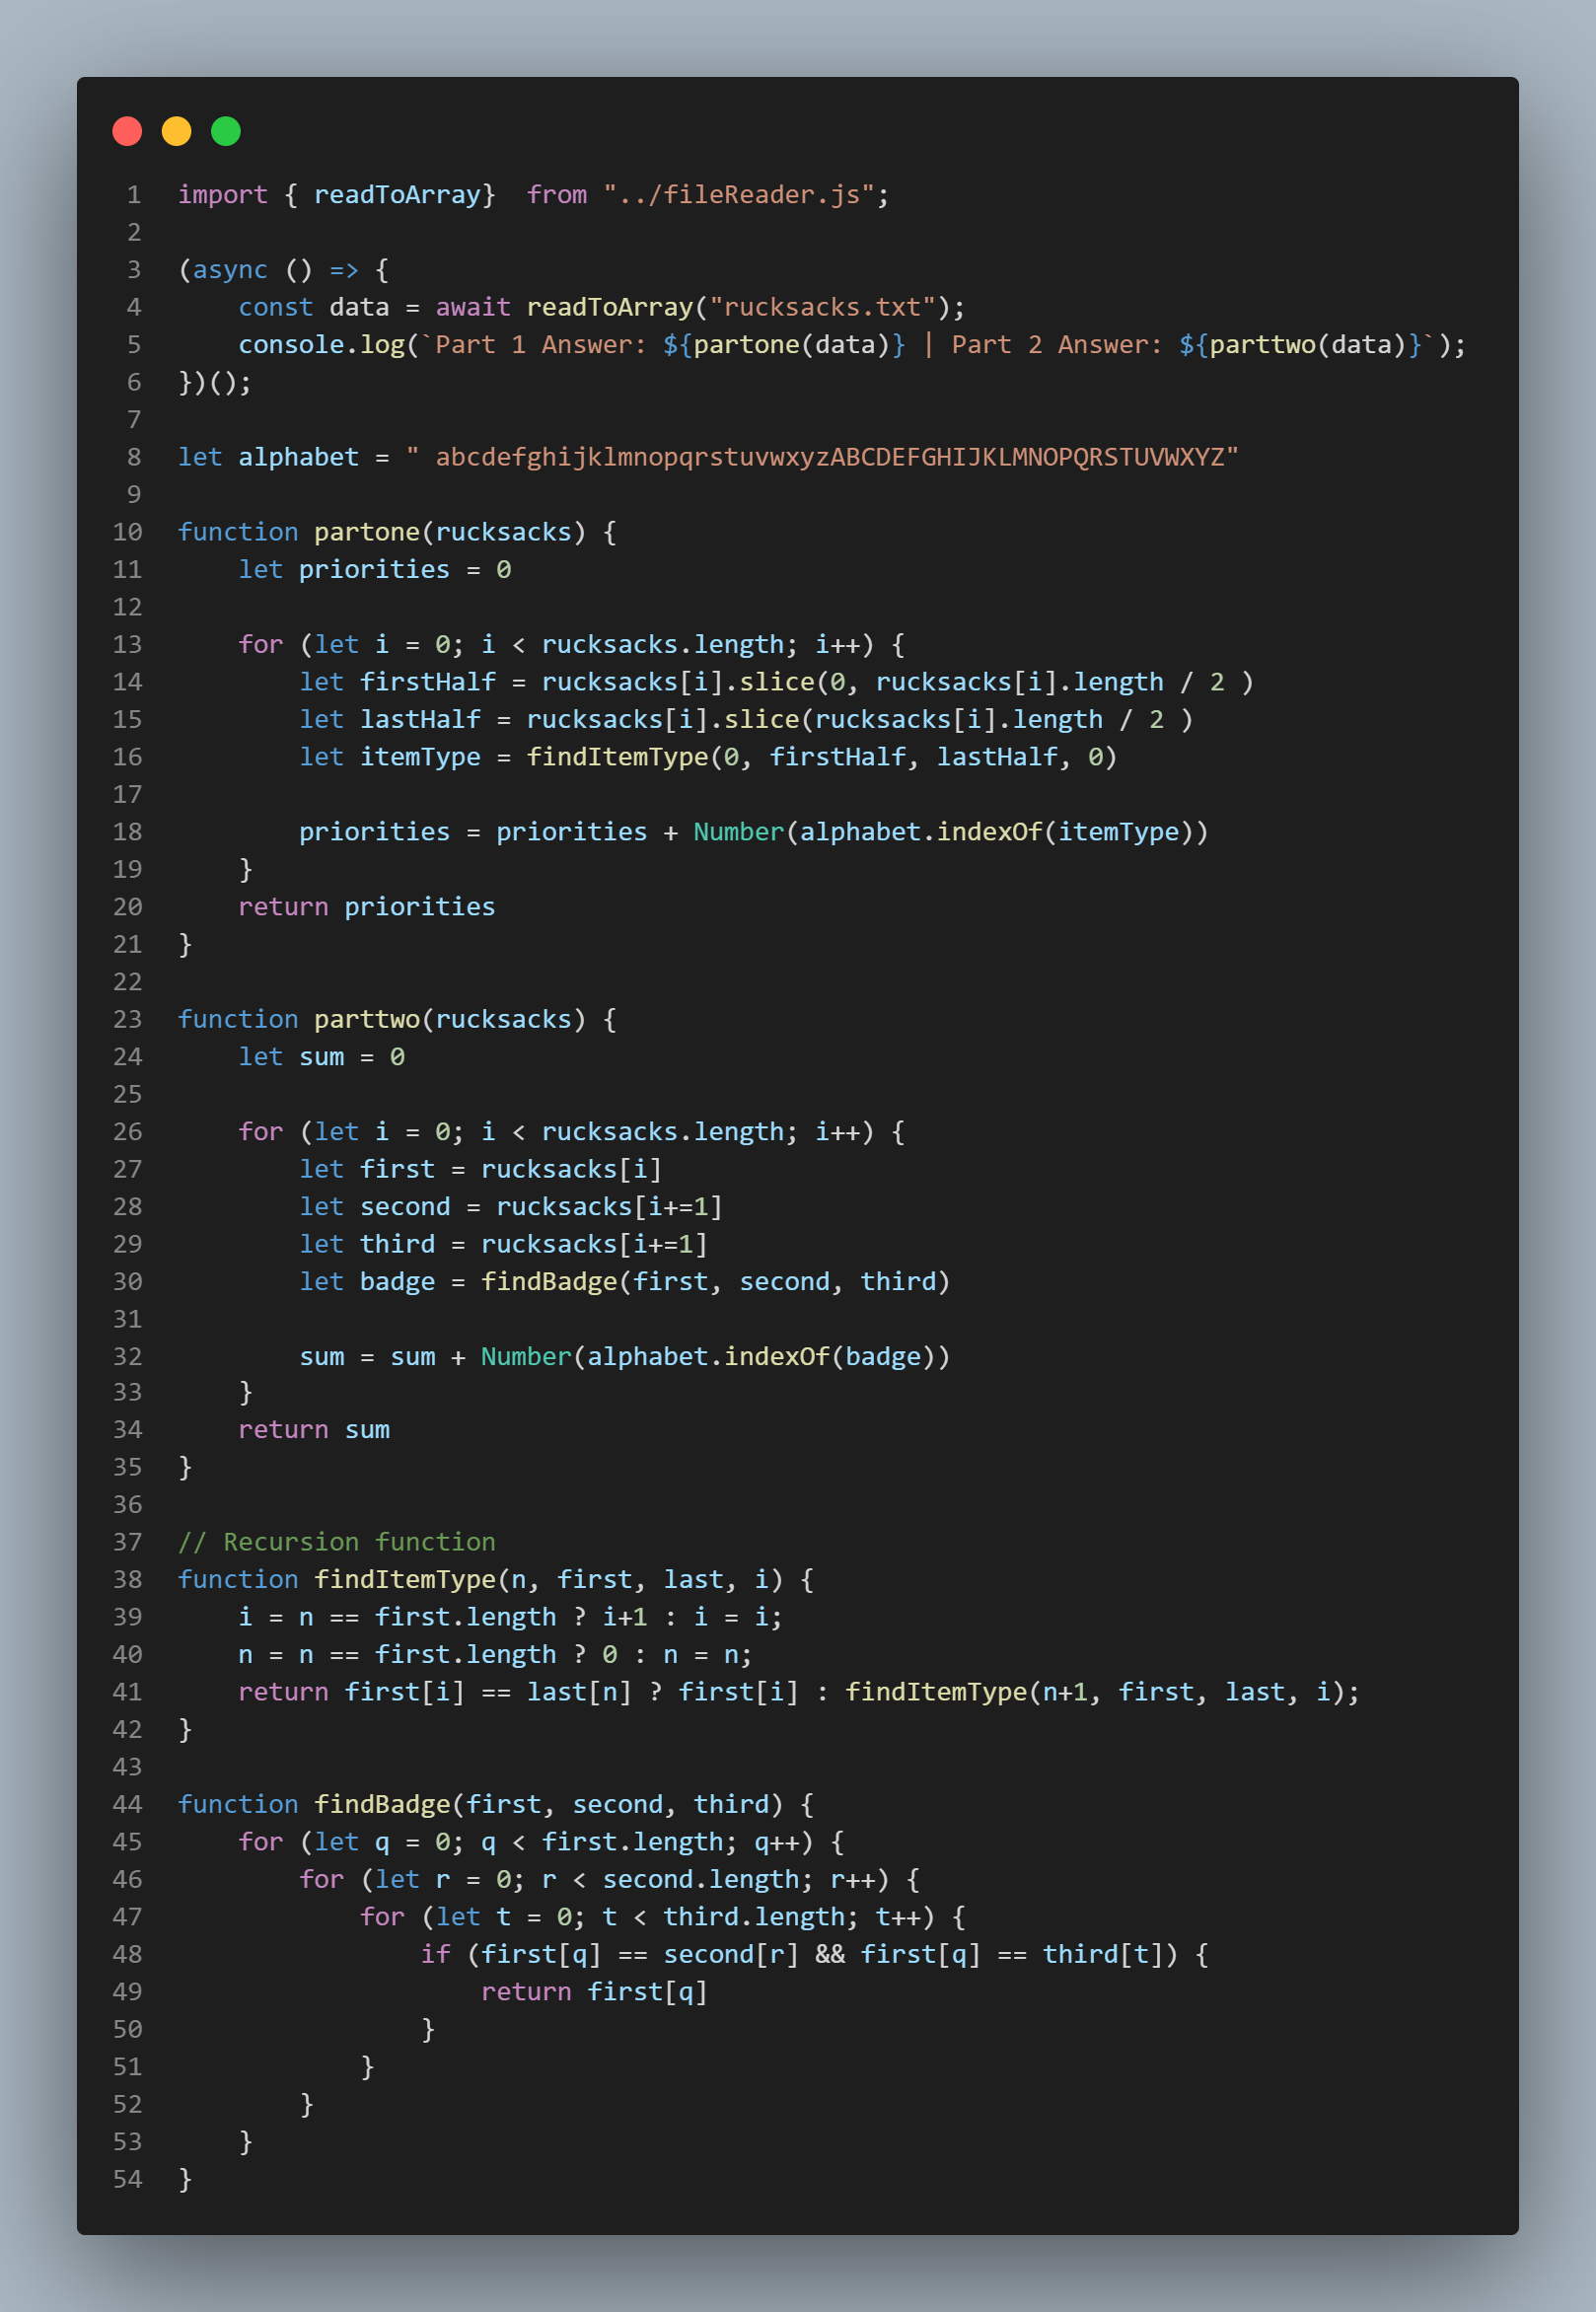 1 import { readToArray}  from "../fileReader.js";
2
3 (async () => {
4     const data = await readToArray("rucksacks.txt");
5     console.log(`Part 1 Answer: ${partone(data)} | Part 2 Answer: ${parttwo(data)}`);
6 })();
7
8 let alphabet = " abcdefghijklmnopqrstuvwxyzABCDEFGHIJKLMNOPQRSTUVWXYZ"
9
10 function partone(rucksacks) {
11     let priorities = 0
12
13     for (let i = 0; i < rucksacks.length; i++) {
14         let firstHalf = rucksacks[i].slice(0, rucksacks[i].length / 2 )
15         let lastHalf = rucksacks[i].slice(rucksacks[i].length / 2 )
16         let itemType = findItemType(0, firstHalf, lastHalf, 0)
17
18         priorities = priorities + Number(alphabet.indexOf(itemType))
19     }
20     return priorities
21 }
22
23 function parttwo(rucksacks) {
24     let sum = 0
25
26     for (let i = 0; i < rucksacks.length; i++) {
27         let first = rucksacks[i]
28         let second = rucksacks[i+=1]
29         let third = rucksacks[i+=1]
30         let badge = findBadge(first, second, third)
31
32         sum = sum + Number(alphabet.indexOf(badge))
33     }
34     return sum
35 }
36
37 // Recursion function
38 function findItemType(n, first, last, i) {
39     i = n == first.length ? i+1 : i = i;
40     n = n == first.length ? 0 : n = n;
41     return first[i] == last[n] ? first[i] : findItemType(n+1, first, last, i);
42 }
43
44 function findBadge(first, second, third) {
45     for (let q = 0; q < first.length; q++) {
46         for (let r = 0; r < second.length; r++) {
47             for (let t = 0; t < third.length; t++) {
48                 if (first[q] == second[r] && first[q] == third[t]) {
49                     return first[q]
50                 }
51             }
52         }
53     }
54 }